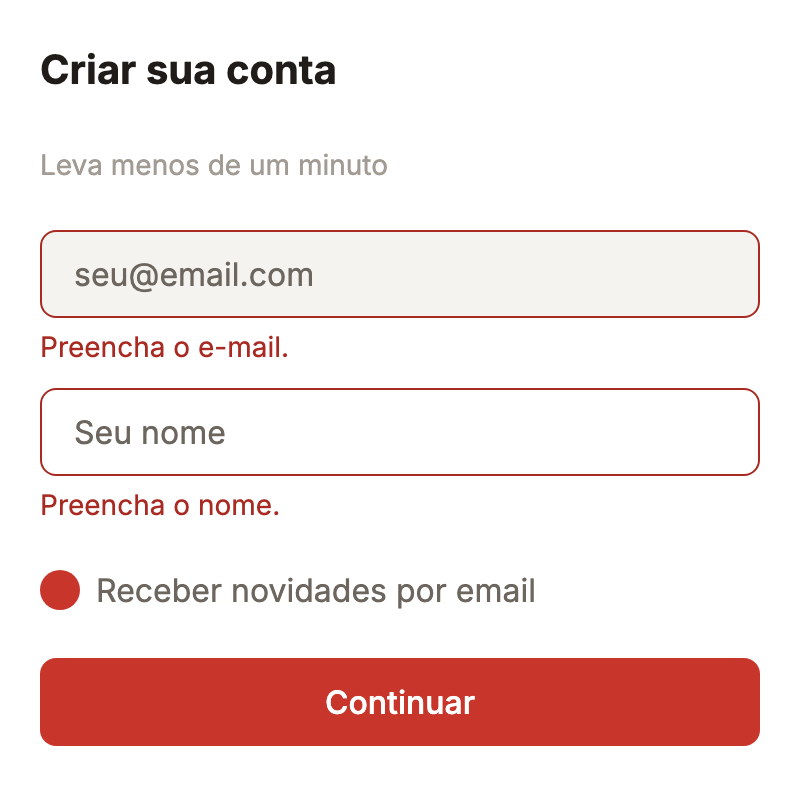 Criar sua conta
Leva menos de um minuto
seu@email.com
Preencha o e-mail.
Seu nome
Preencha o nome.
Receber novidades por email
Continuar